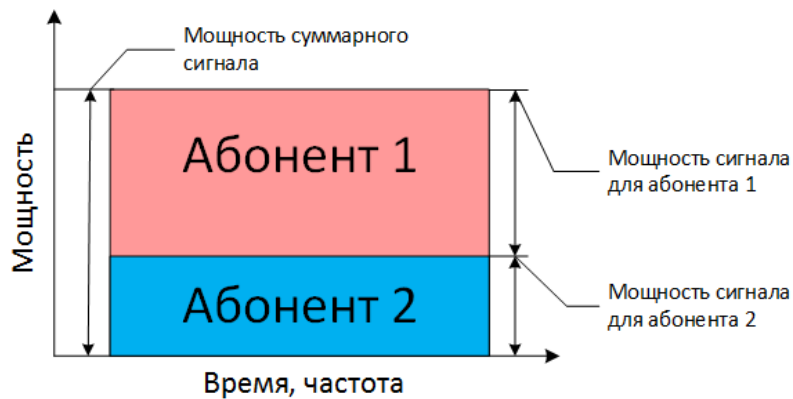 Мощность суммарного
сигнала
Мощность
Абонент 1
Мощность сигнала
для абонента 1
Абонент 2
Мощность сигнала
для абонента 2
Время, частота